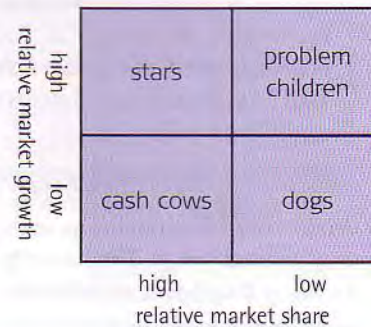 stars
problem
children
high
relative market growth
low
cash cows
dogs
high
low
relative market share